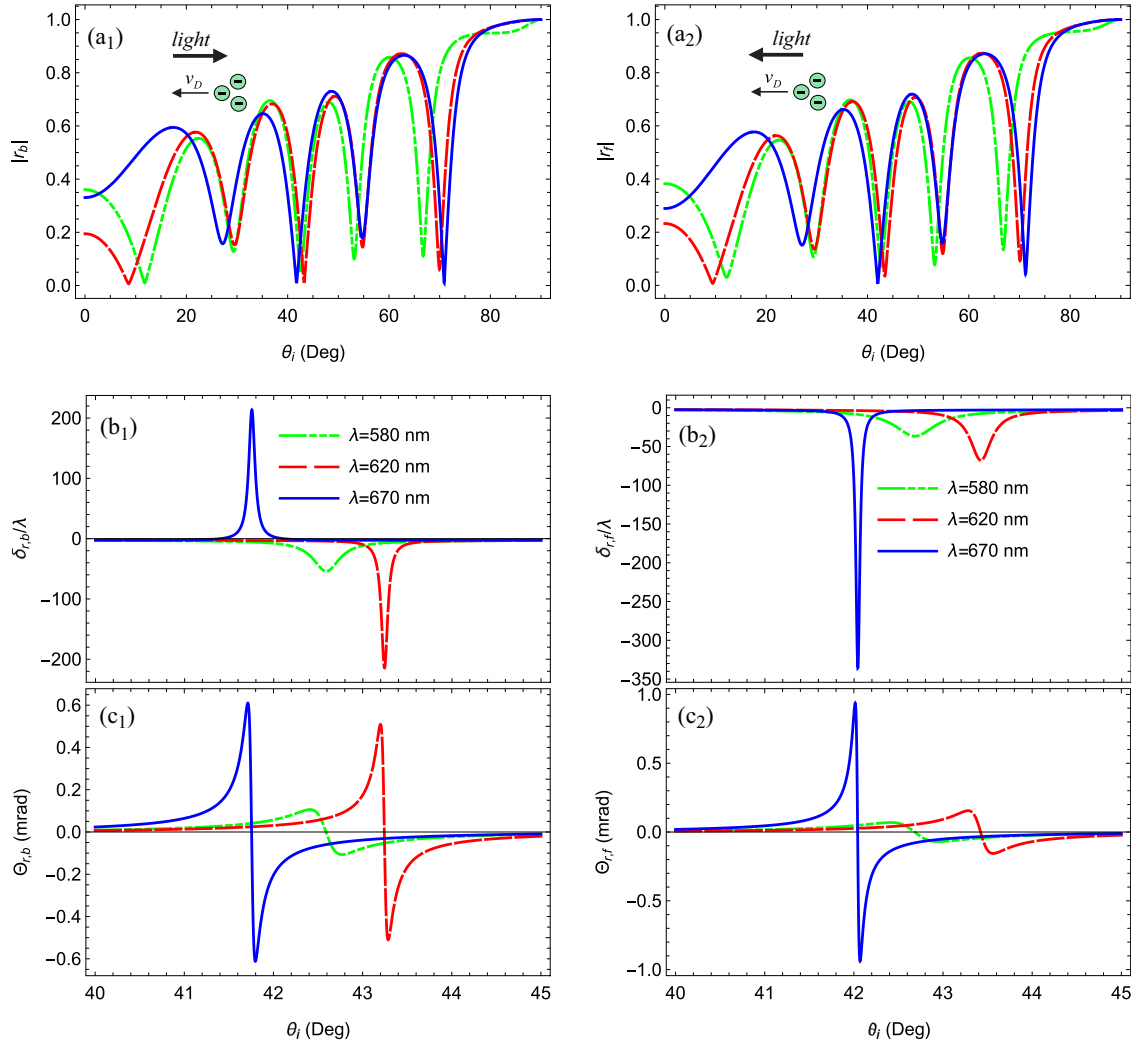 (a1)
light
vD
1.0
0.8
0.6
0.4
0.2
0.0
|rb|
0 20 40 60 80
θi (Deg)
(a2)
light
vD
1.0
0.8
0.6
0.4
0.2
0.0
|rf|
0 20 40 60 80
θi (Deg)
(b1)
λ=580 nm
λ=620 nm
λ=670 nm
200
100
0
−100
−200
δr,b/λ
(b2)
λ=580 nm
λ=620 nm
λ=670 nm
0
−50
−100
−150
−200
−250
−300
−350
δr,f/λ
(c1)
0.6
0.4
0.2
0.0
−0.2
−0.4
−0.6
Θr,b (mrad)
40 41 42 43 44 45
θi (Deg)
(c2)
1.0
0.5
0.0
−0.5
−1.0
Θr,f (mrad)
40 41 42 43 44 45
θi (Deg)